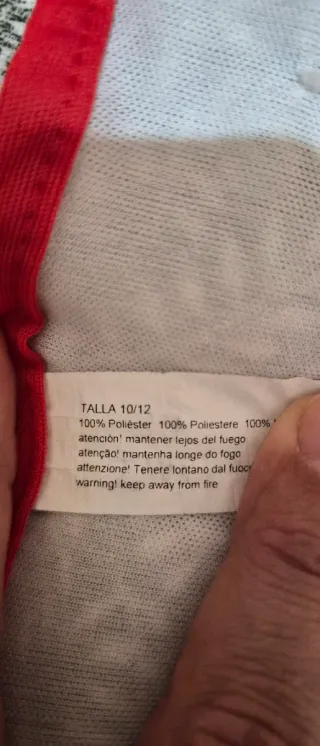 TALLA 10/12
100% Poliéster 100% Poliestere 100%
atención! mantener lejos del fuego
atenção! mantenha longe do fogo
attenzione! Tenere lontano dal fuoc
warning! keep away from fire